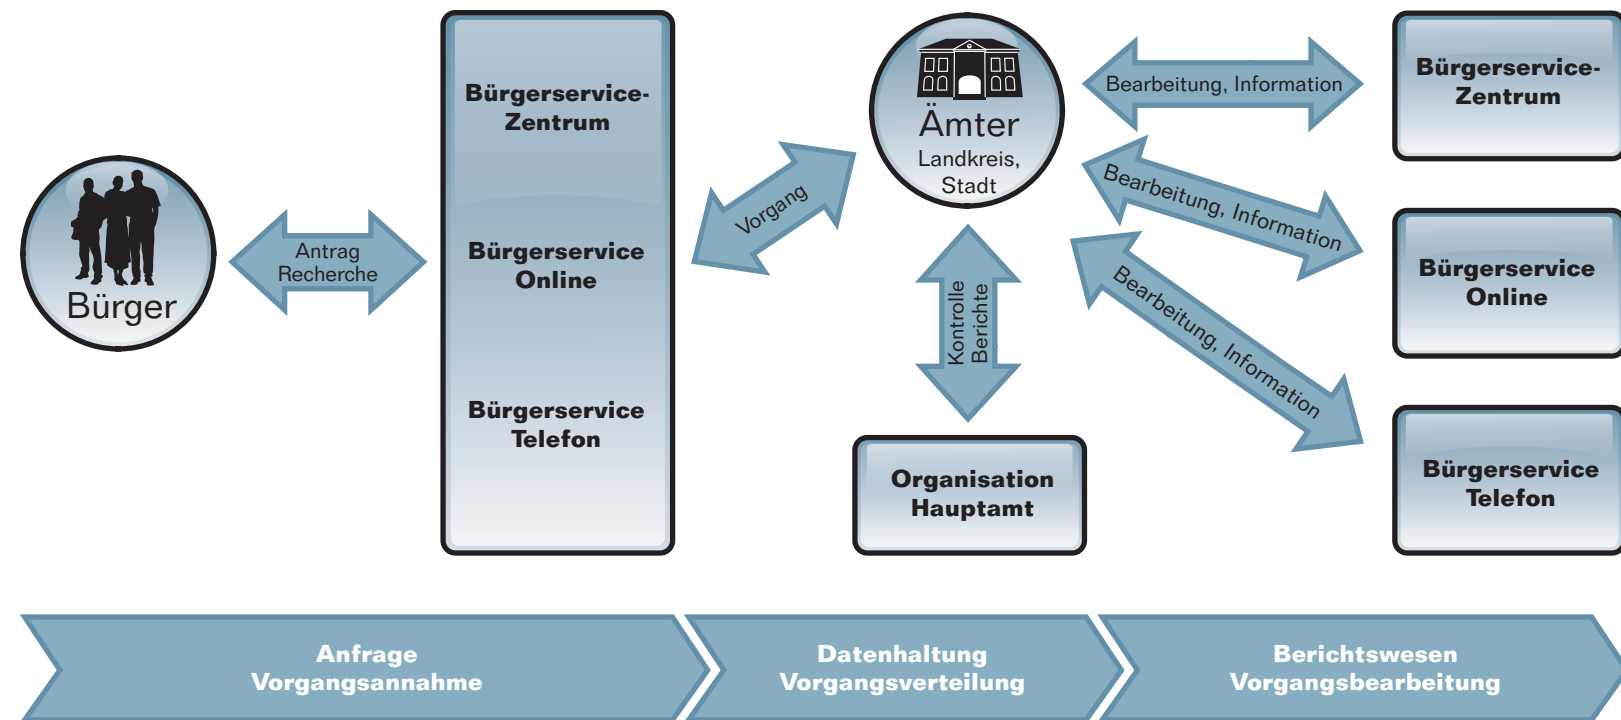 Bürger
Antrag
Recherche
Bürgerservice-
Zentrum
Bürgerservice
Online
Bürgerservice
Telefon
Vorgang
Ämter
Landkreis,
Stadt
Kontrolle
Berichte
Organisation
Hauptamt
Bearbeitung, Information
Bearbeitung, Information
Bearbeitung, Information
Bürgerservice-
Zentrum
Bürgerservice
Online
Bürgerservice
Telefon
Anfrage
Vorgangsannahme
Datenhaltung
Vorgangsverteilung
Berichtswesen
Vorgangsbearbeitung